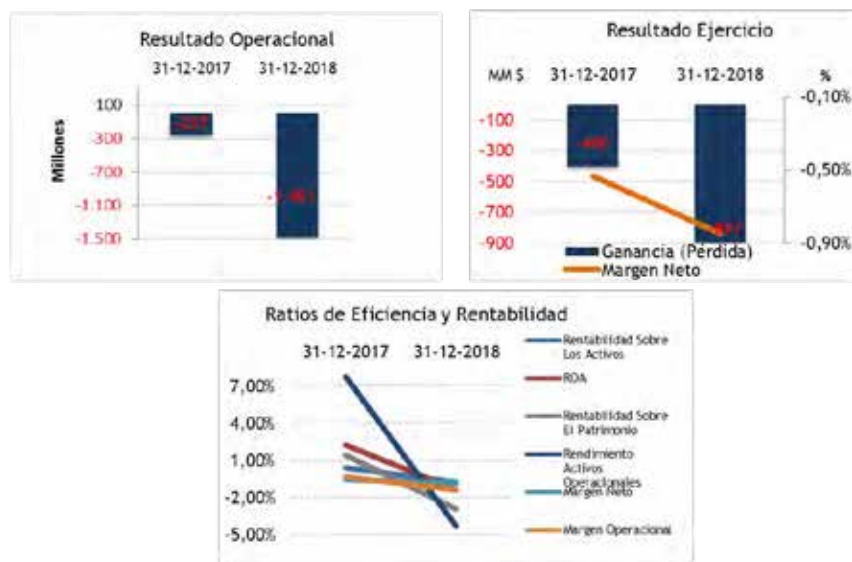 Resultado Operacional
31-12-2017 31-12-2018
Millones
100
-300
-700
-1.100
-1.500
Resultado Ejercicio
MM $ 31-12-2017 31-12-2018 %
-100
-300
-500
-700
-900
-0,10%
-0,50%
-0,90%
Ganancia (Pérdida)
Margen Neto
Ratios de Eficiencia y Rentabilidad
31-12-2017 31-12-2018
7,00%
4,00%
1,00%
-2,00%
-5,00%
Rentabilidad Sobre
Los Activos
ROA
Rentabilidad Sobre
El Patrimonio
Rendimiento
Activos
Operacionales
Margen Neto
Margen Operacional